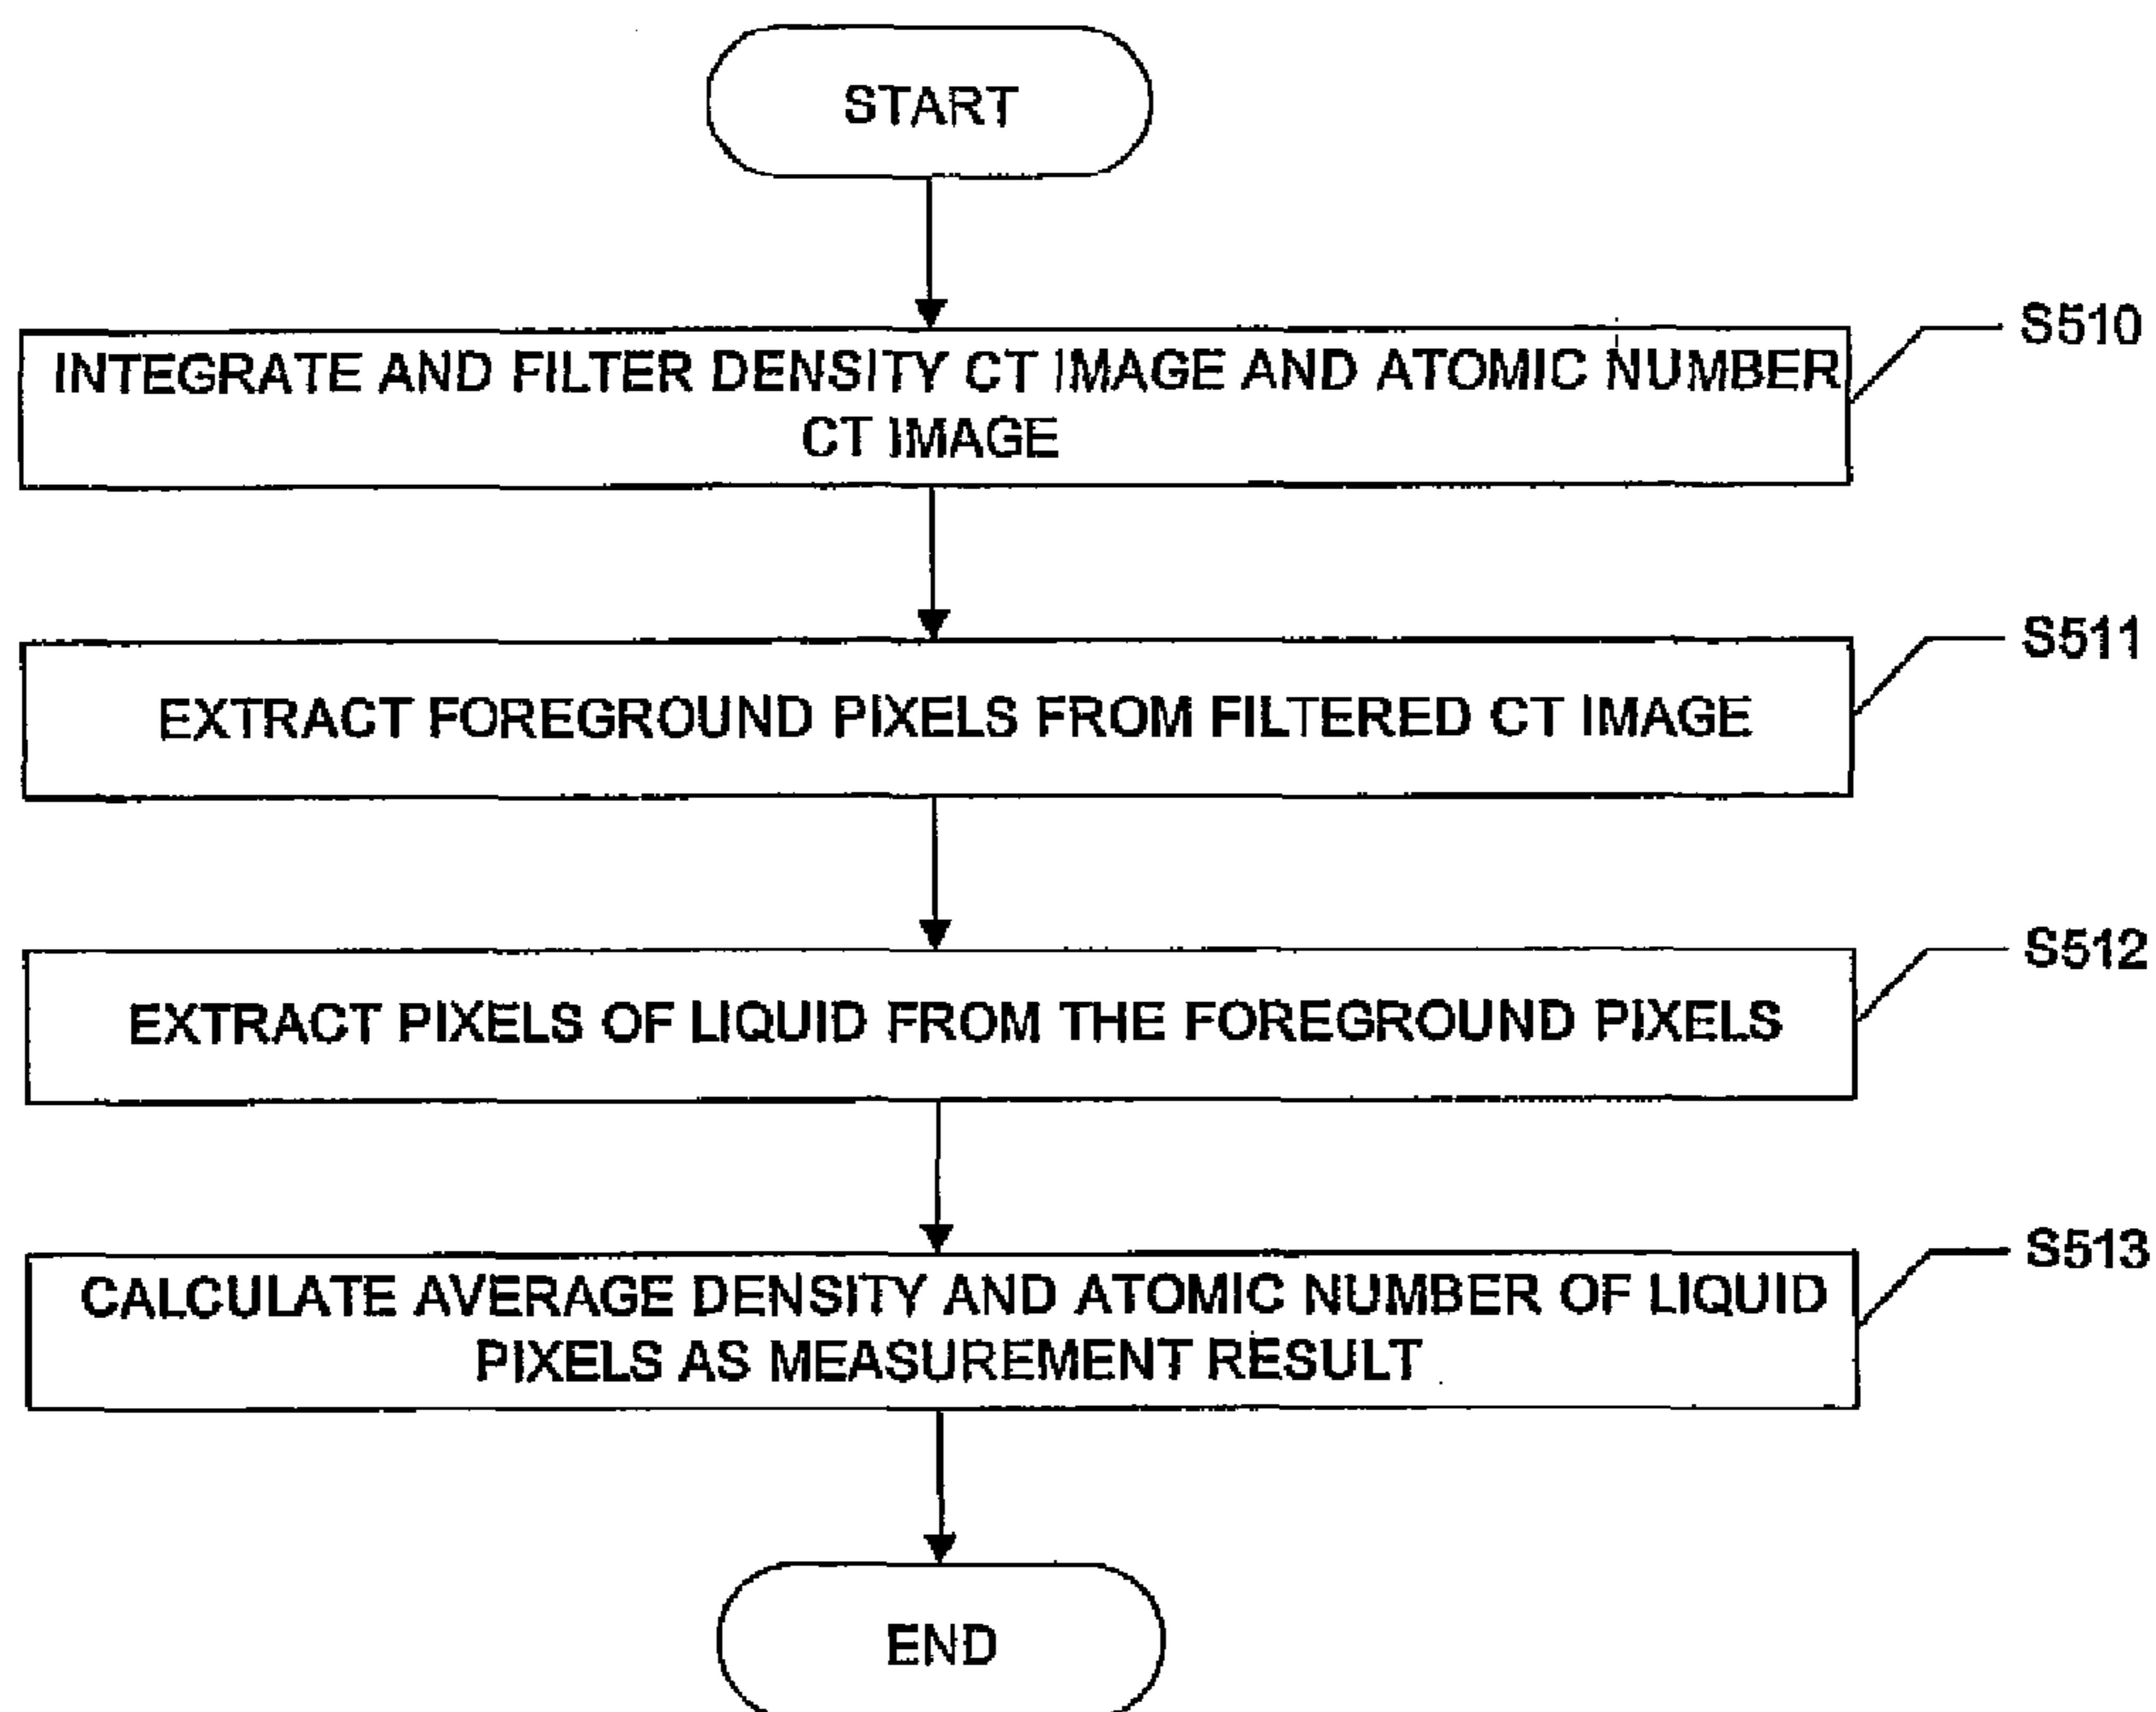 START
S510
INTEGRATE AND FILTER DENSITY CT IMAGE AND ATOMIC NUMBER
CT IMAGE
S511
EXTRACT FOREGROUND PIXELS FROM FILTERED CT IMAGE
S512
EXTRACT PIXELS OF LIQUID FROM THE FOREGROUND PIXELS
S513
CALCULATE AVERAGE DENSITY AND ATOMIC NUMBER OF LIQUID
PIXELS AS MEASUREMENT RESULT
END